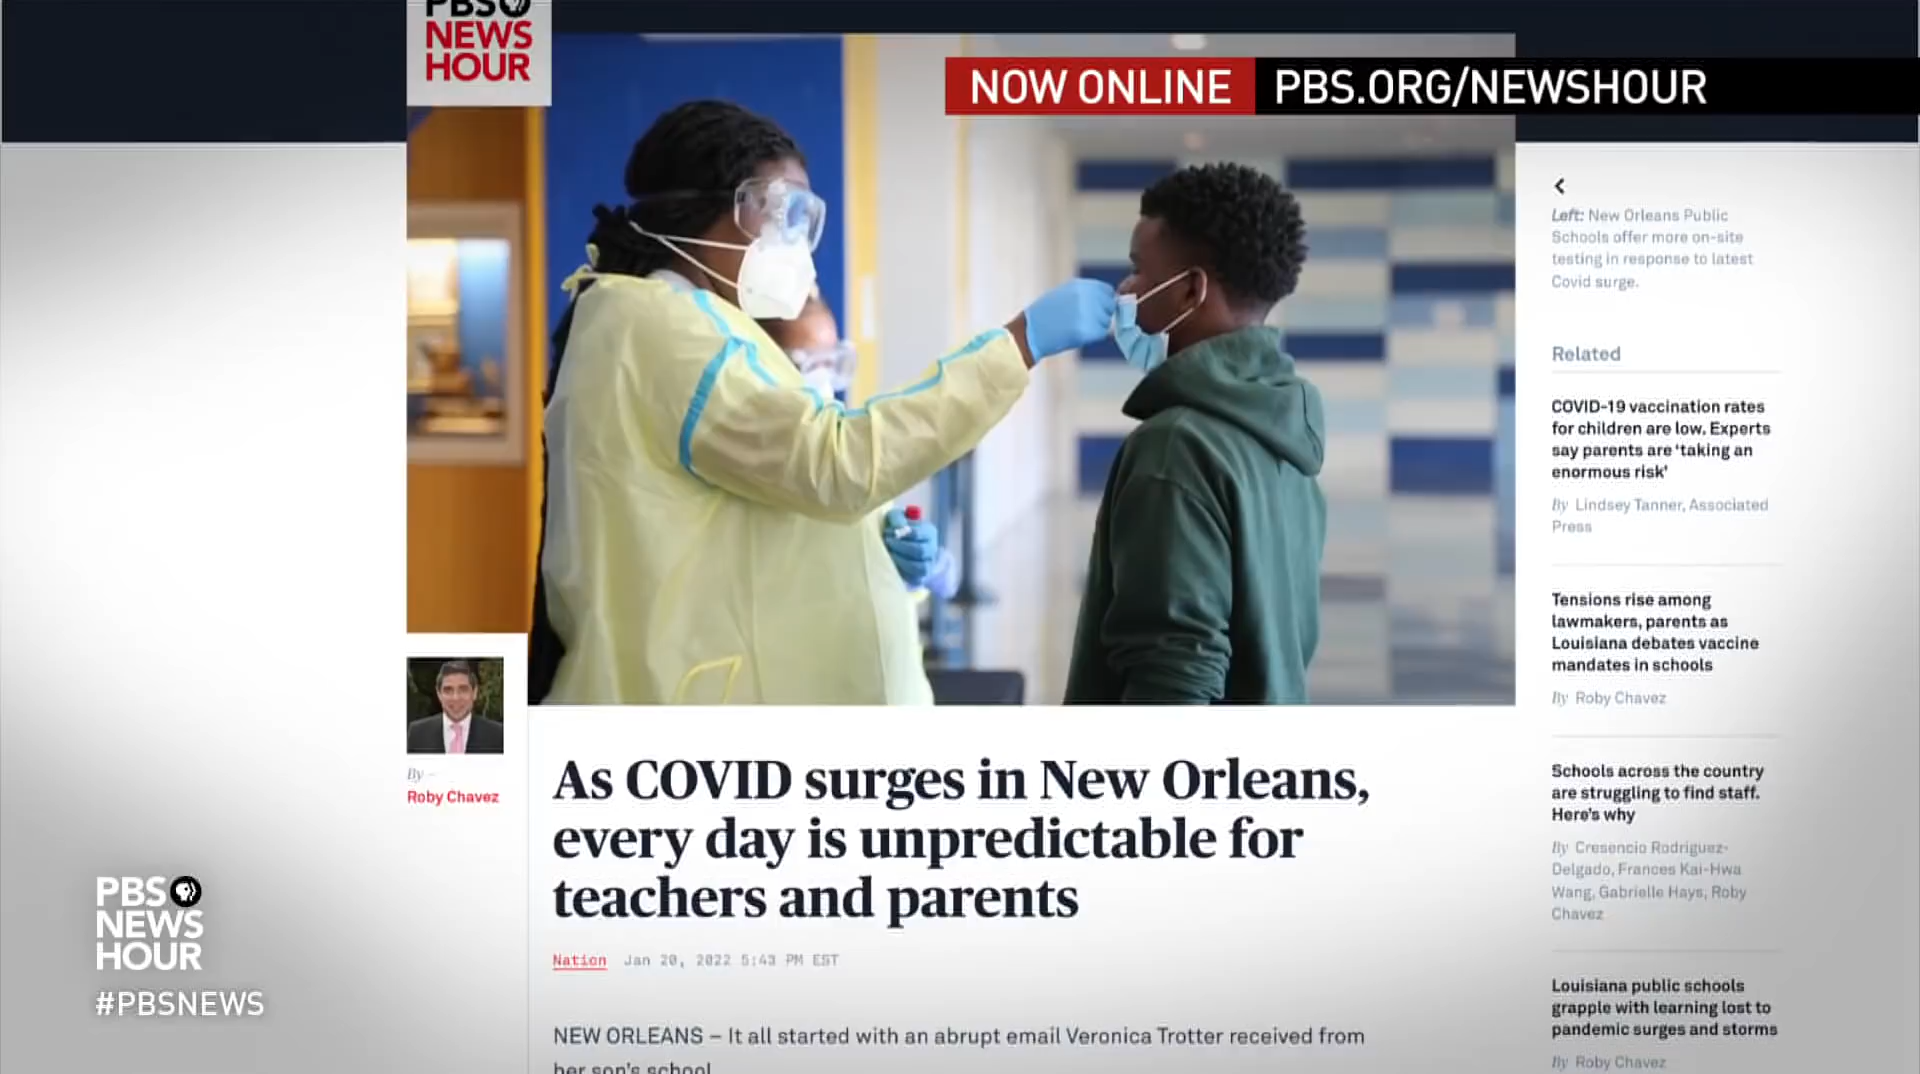 PBS
NEWS
HOUR
NOW ONLINE
PBS.ORG/NEWSHOUR
Left: New Orleans Public
Schools offer more on-site
testing in response to latest
Covid surge.
Related
COVID-19 vaccination rates
for children are low. Experts
say parents are ‘taking an
enormous risk’
By Lindsey Tanner, Associated
Press
Tensions rise among
lawmakers, parents as
Louisiana debates vaccine
mandates in schools
By Roby Chavez
Schools across the country
are struggling to find staff.
Here's why
By Cresencio Rodriguez-
Delgado, Frances Kai-Hwa
Wang, Gabrielle Hays, Roby
Chavez
Louisiana public schools
grapple with learning lost to
pandemic surges and storms
By Roby Chavez
By —
Roby Chavez
As COVID surges in New Orleans,
every day is unpredictable for
teachers and parents
Nation Jan 20, 2022 5:43 PM EST
NEW ORLEANS – It all started with an abrupt email Veronica Trotter received from
her son's school
PBS
NEWS
HOUR
#PBSNEWS